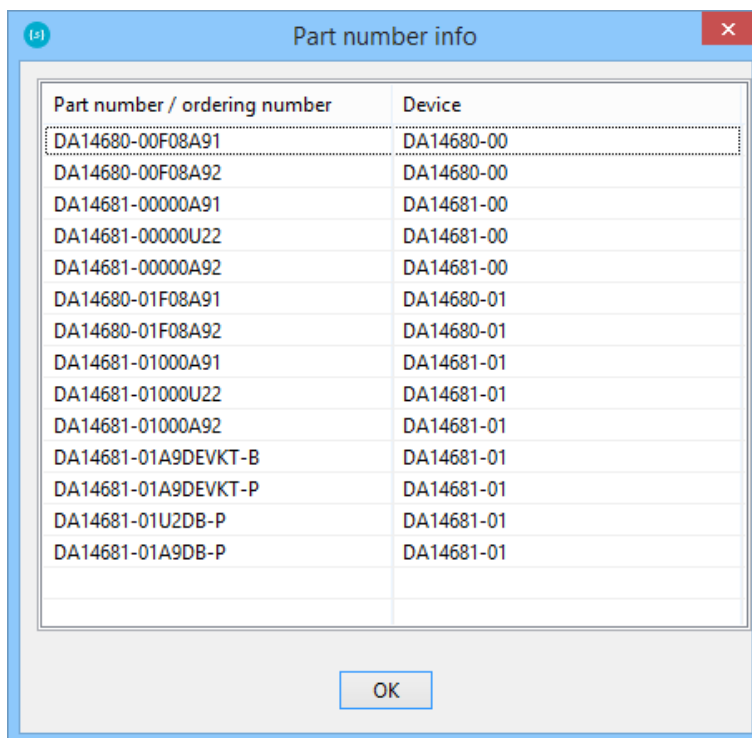 {s}
Part number info
Part number / ordering number Device
DA14680-00F08A91 DA14680-00
DA14680-00F08A92 DA14680-00
DA14681-00000A91 DA14681-00
DA14681-00000U22 DA14681-00
DA14681-00000A92 DA14681-00
DA14680-01F08A91 DA14680-01
DA14680-01F08A92 DA14680-01
DA14681-01000A91 DA14681-01
DA14681-01000U22 DA14681-01
DA14681-01000A92 DA14681-01
DA14681-01A9DEVKT-B DA14681-01
DA14681-01A9DEVKT-P DA14681-01
DA14681-01U2DB-P DA14681-01
DA14681-01A9DB-P DA14681-01
OK